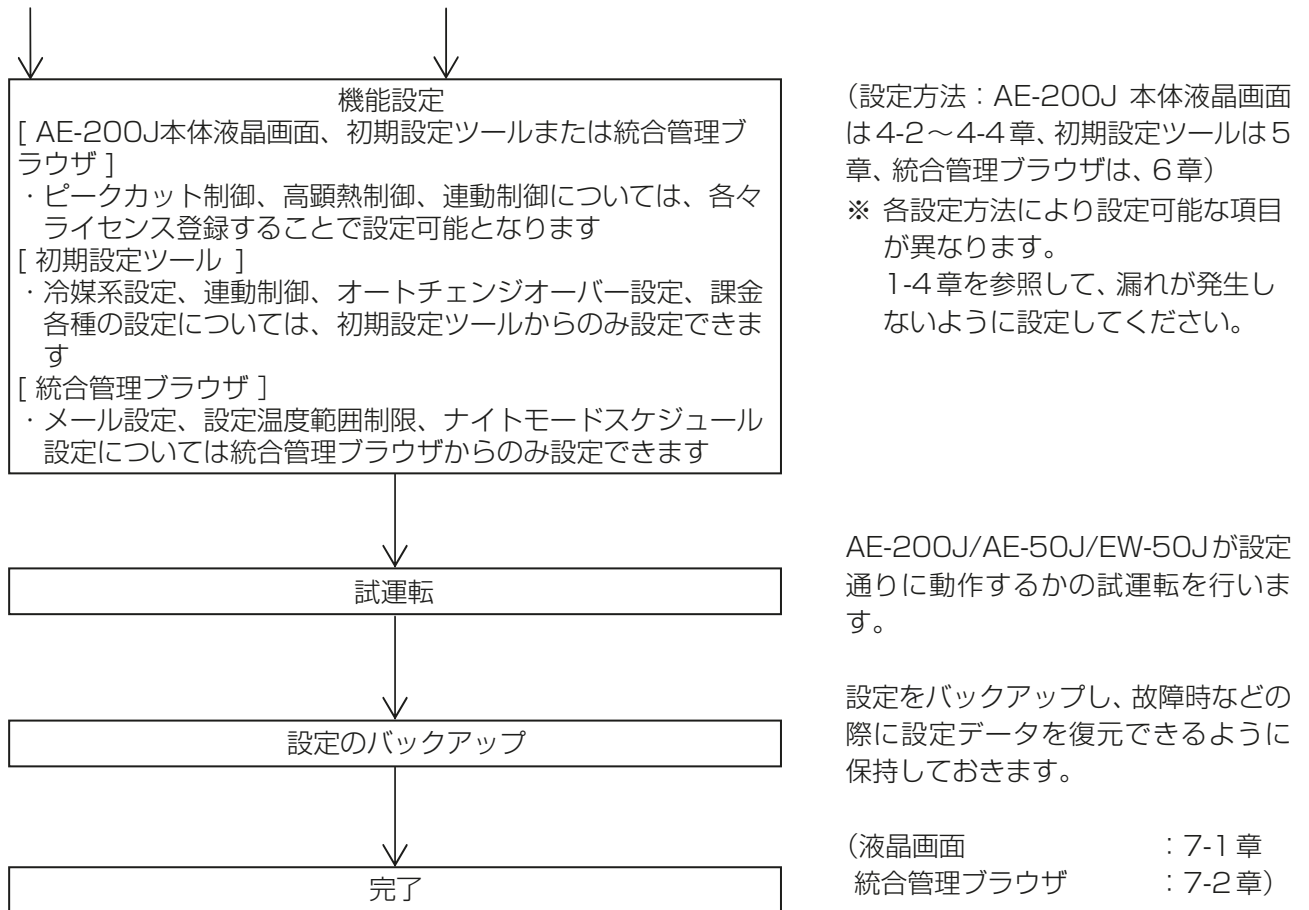 機能設定
[ AE-200J本体液晶画面、初期設定ツールまたは統合管理ブ
ラウザ ]
・ピークカット制御、高顕熱制御、連動制御については、各々
ライセンス登録することで設定可能となります
[ 初期設定ツール ]
・冷媒系設定、連動制御、オートチェンジオーバー設定、課金
各種の設定については、初期設定ツールからのみ設定できま
す
[ 統合管理ブラウザ ]
・メール設定、設定温度範囲制限、ナイトモードスケジュール
設定については統合管理ブラウザからのみ設定できます
(設定方法：AE-200J 本体液晶画面
は4-2～4-4章、初期設定ツールは5
章、統合管理ブラウザは、6章)
※ 各設定方法により設定可能な項目
が異なります。
1-4章を参照して、漏れが発生し
ないように設定してください。
試運転
AE-200J/AE-50J/EW-50Jが設定
通りに動作するかの試運転を行いま
す。
設定のバックアップ
設定をバックアップし、故障時などの
際に設定データを復元できるように
保持しておきます。
(液晶画面 ：7-1章
統合管理ブラウザ ：7-2章)
完了